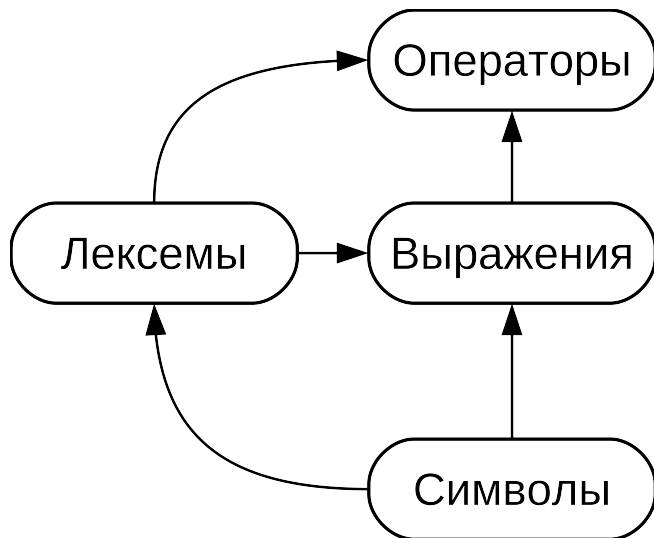 Операторы
Лексемы
Выражения
Символы